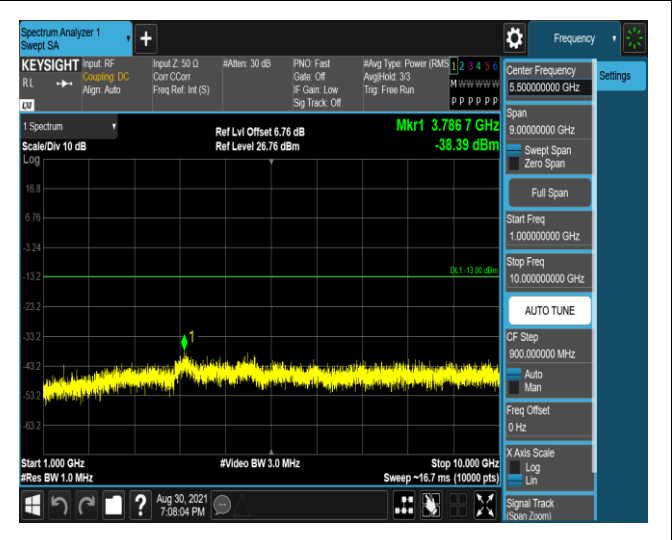 Spectrum Analyzer 1
Swept SA
+
Frequency
KEYSIGHT
R L
LXI
Input: RF
Coupling: DC
Align: Auto
Input Z: 50 Ω
Corr CCorr
Freq Ref: Int (S)
#Atten: 30 dB
PNO: Fast
Gate: Off
IF Gain: Low
Sig Track: Off
#Avg Type: Power (RMS
Avg|Hold: 3/3
Trig: Free Run
1 2 3 4 5 6
M W W W W W
P P P P P P
1 Spectrum
Scale/Div 10 dB
Log
Ref Lvl Offset 6.76 dB
Ref Level 26.76 dBm
Mkr1 3.786 7 GHz
-38.39 dBm
16.8
6.76
-3.24
-13.2
-23.2
-33.2
-43.2
-53.2
-63.2
DL1 -13.00 dBm
1
Start 1.000 GHz
#Res BW 1.0 MHz
#Video BW 3.0 MHz
Stop 10.000 GHz
Sweep ~16.7 ms (10000 pts)
?
Aug 30, 2021
7:08:04 PM
Center Frequency
5.500000000 GHz
Span
9.00000000 GHz
Swept Span
Zero Span
Full Span
Start Freq
1.000000000 GHz
Stop Freq
10.000000000 GHz
AUTO TUNE
CF Step
900.000000 MHz
Auto
Man
Freq Offset
0 Hz
X Axis Scale
Log
Lin
Signal Track
(Span Zoom)
Settings